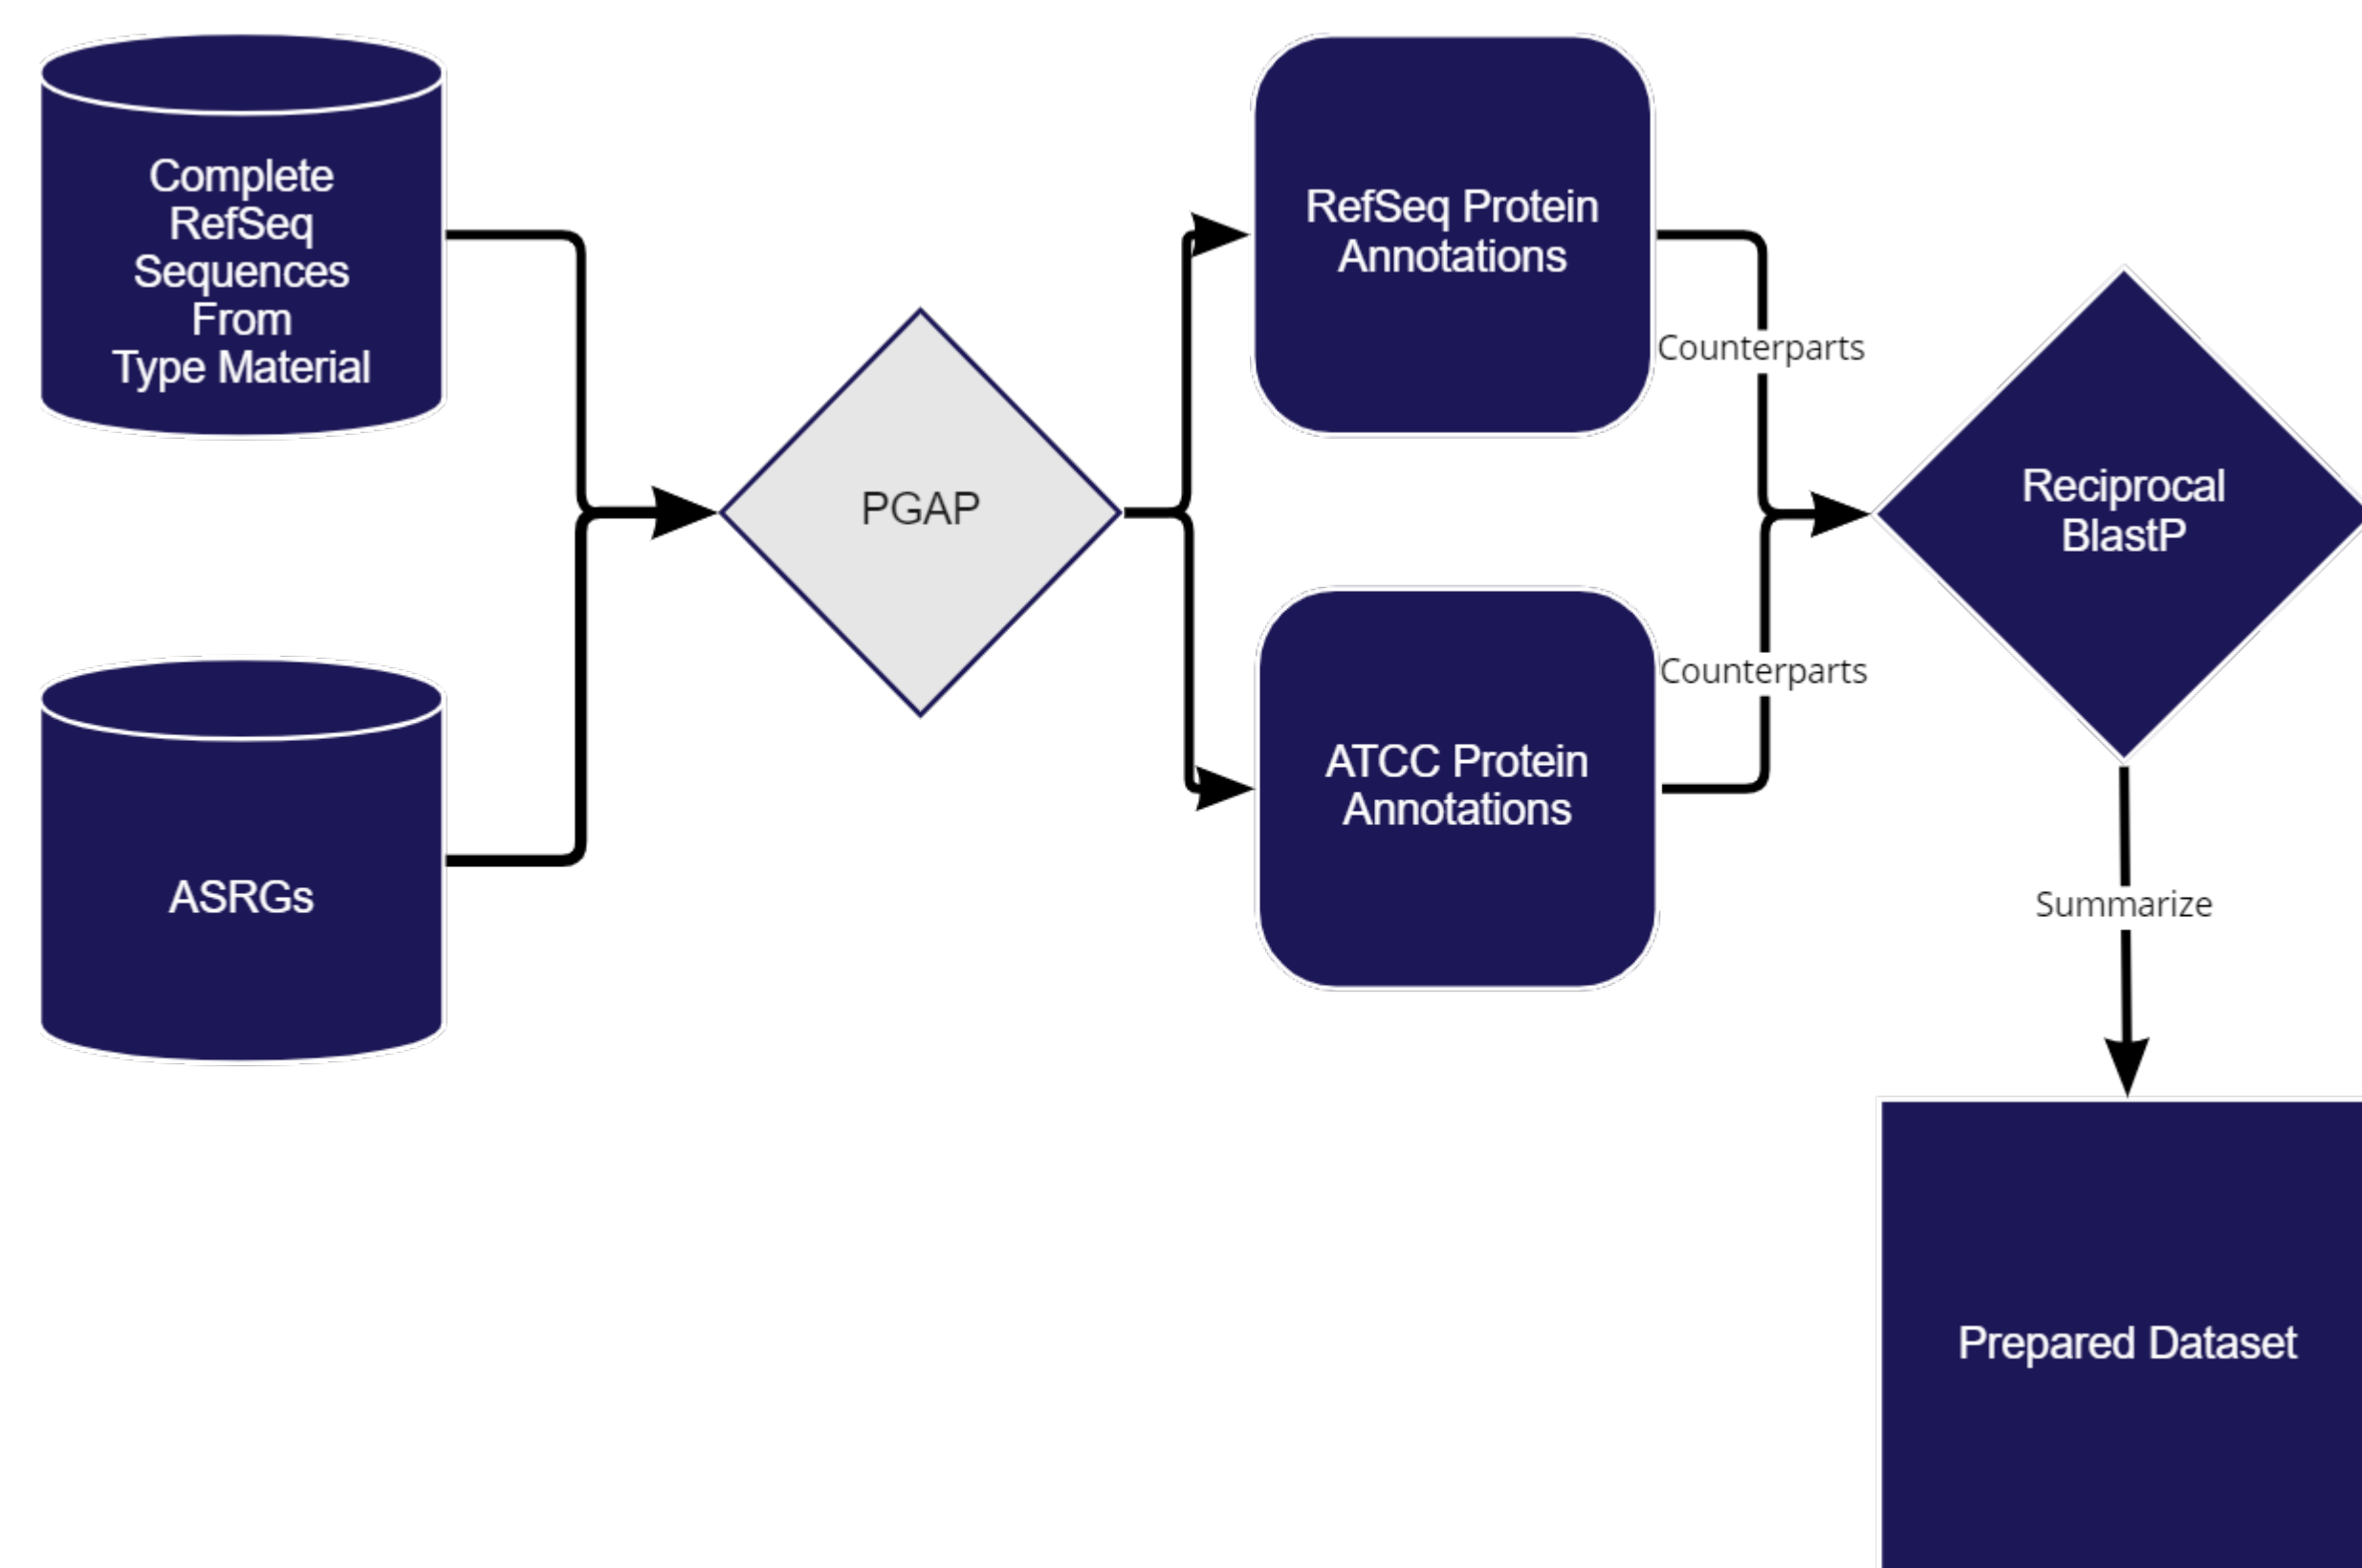 Complete
RefSeq
Sequences
From
Type Material
ASRGs
PGAP
RefSeq Protein
Annotations
Counterparts
ATCC Protein
Annotations
Counterparts
Reciprocal
BlastP
Summarize
Prepared Dataset